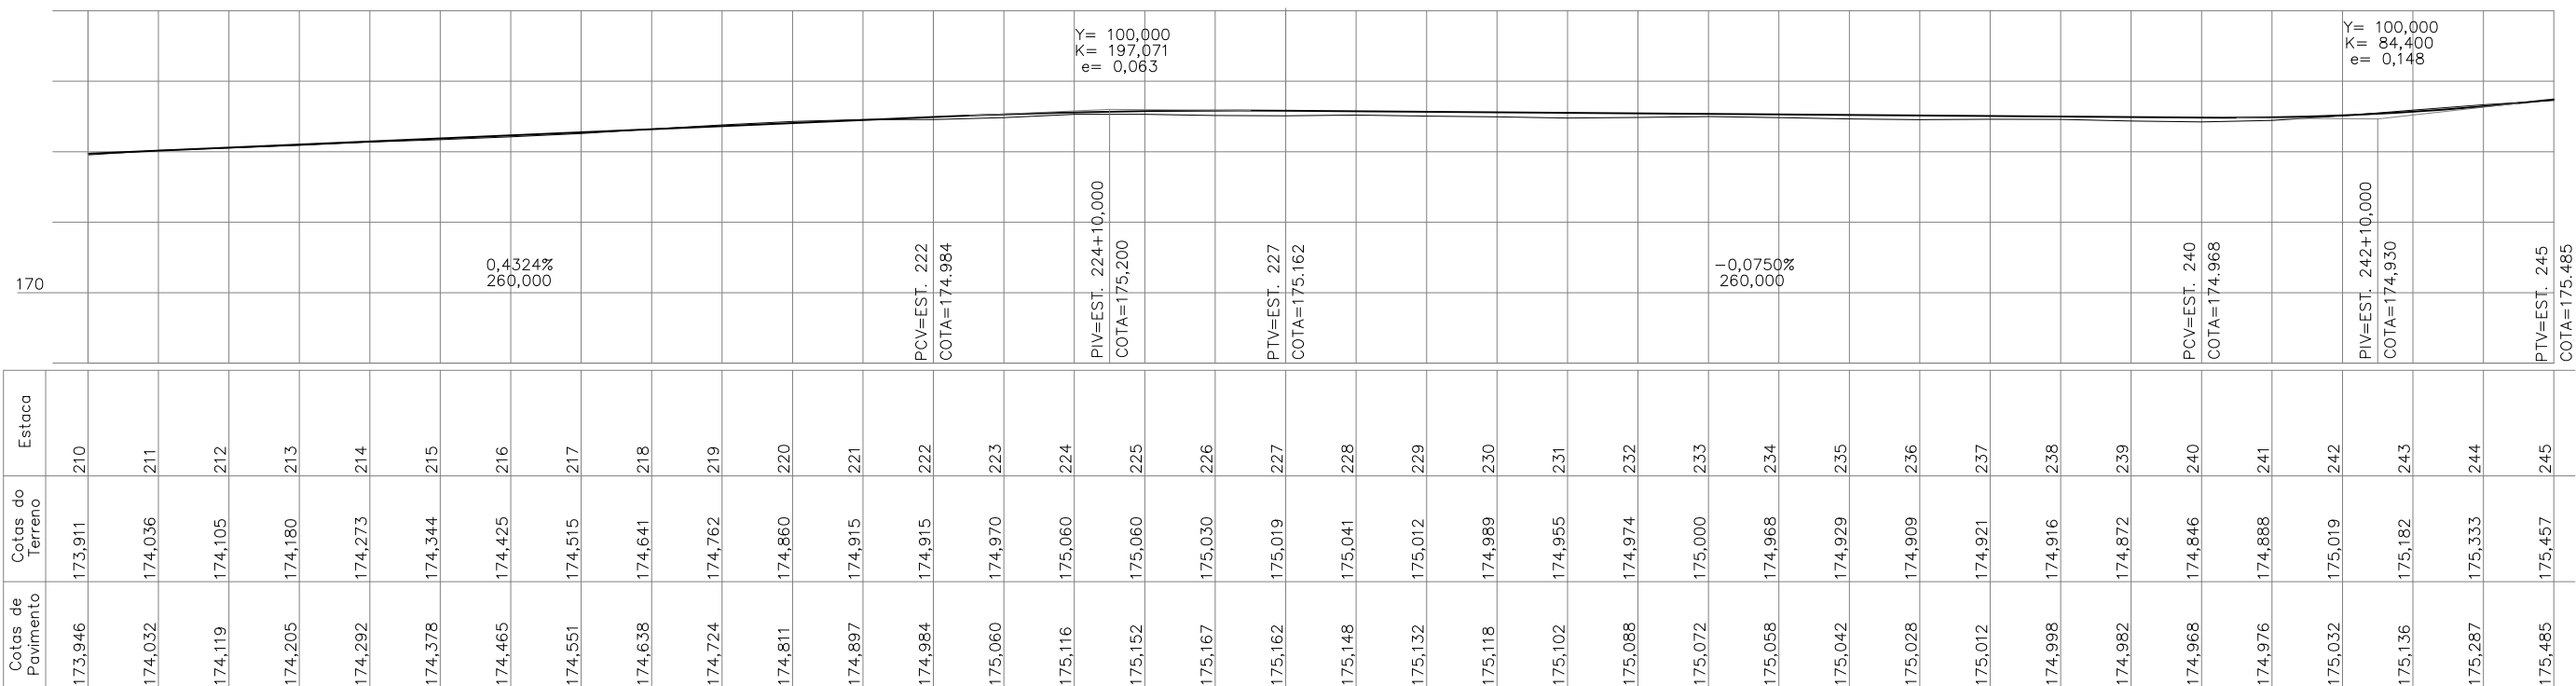 Y= 100,000
K= 197,071
e= 0,063
Y= 100,000
K= 84,400
e= 0,148
0,4324%
260,000
170
PCV=EST. 222
COTA=174.984
PIV=EST. 224+10,000
COTA=175,200
PTV=EST. 227
COTA=175.162
-0,0750%
260,000
PCV=EST. 240
COTA=174.968
PIV=EST. 242+10,000
COTA=174,930
PTV=EST. 245
COTA=175.485
Estaca
210 211 212 213 214 215 216 217 218 219 220 221 222 223 224 225 226 227 228 229 230 231 232 233 234 235 236 237 238 239 240 241 242 243 244 245
Cotas do
Terreno
173,911 174,036 174,105 174,180 174,273 174,344 174,425 174,515 174,641 174,762 174,860 174,915 174,915 174,970 175,060 175,060 175,030 175,019 175,041 175,012 174,989 174,955 174,974 175,000 174,968 174,929 174,909 174,921 174,916 174,872 174,846 174,888 175,019 175,182 175,333 175,457
Cotas de
Pavimento
173,946 174,032 174,119 174,205 174,292 174,378 174,465 174,551 174,638 174,724 174,811 174,897 174,984 175,060 175,116 175,152 175,167 175,162 175,148 175,132 175,118 175,102 175,088 175,072 175,058 175,042 175,028 175,012 174,998 174,982 174,968 174,976 175,032 175,136 175,287 175,485